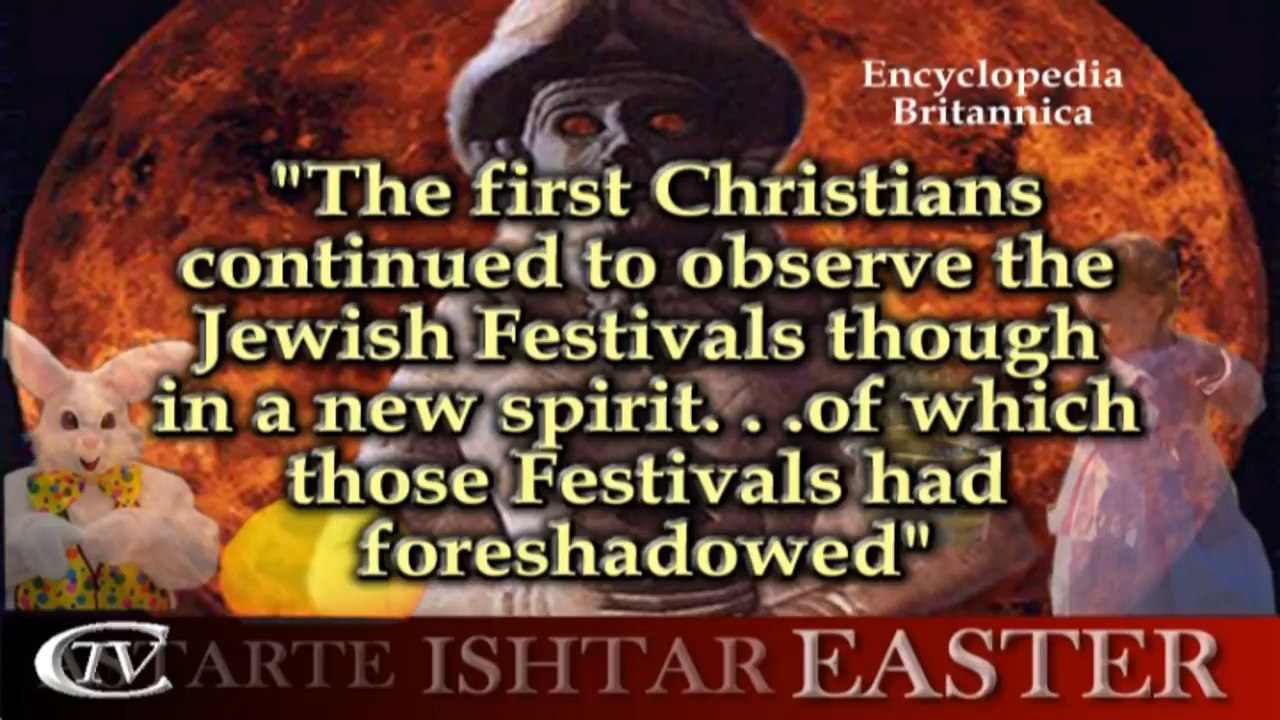 Encyclopedia
Britannica
"The first Christians
continued to observe the
Jewish Festivals though
in a new spirit. . .of which
those Festivals had
foreshadowed"
CTV ASTARTE ISHTAR EASTER